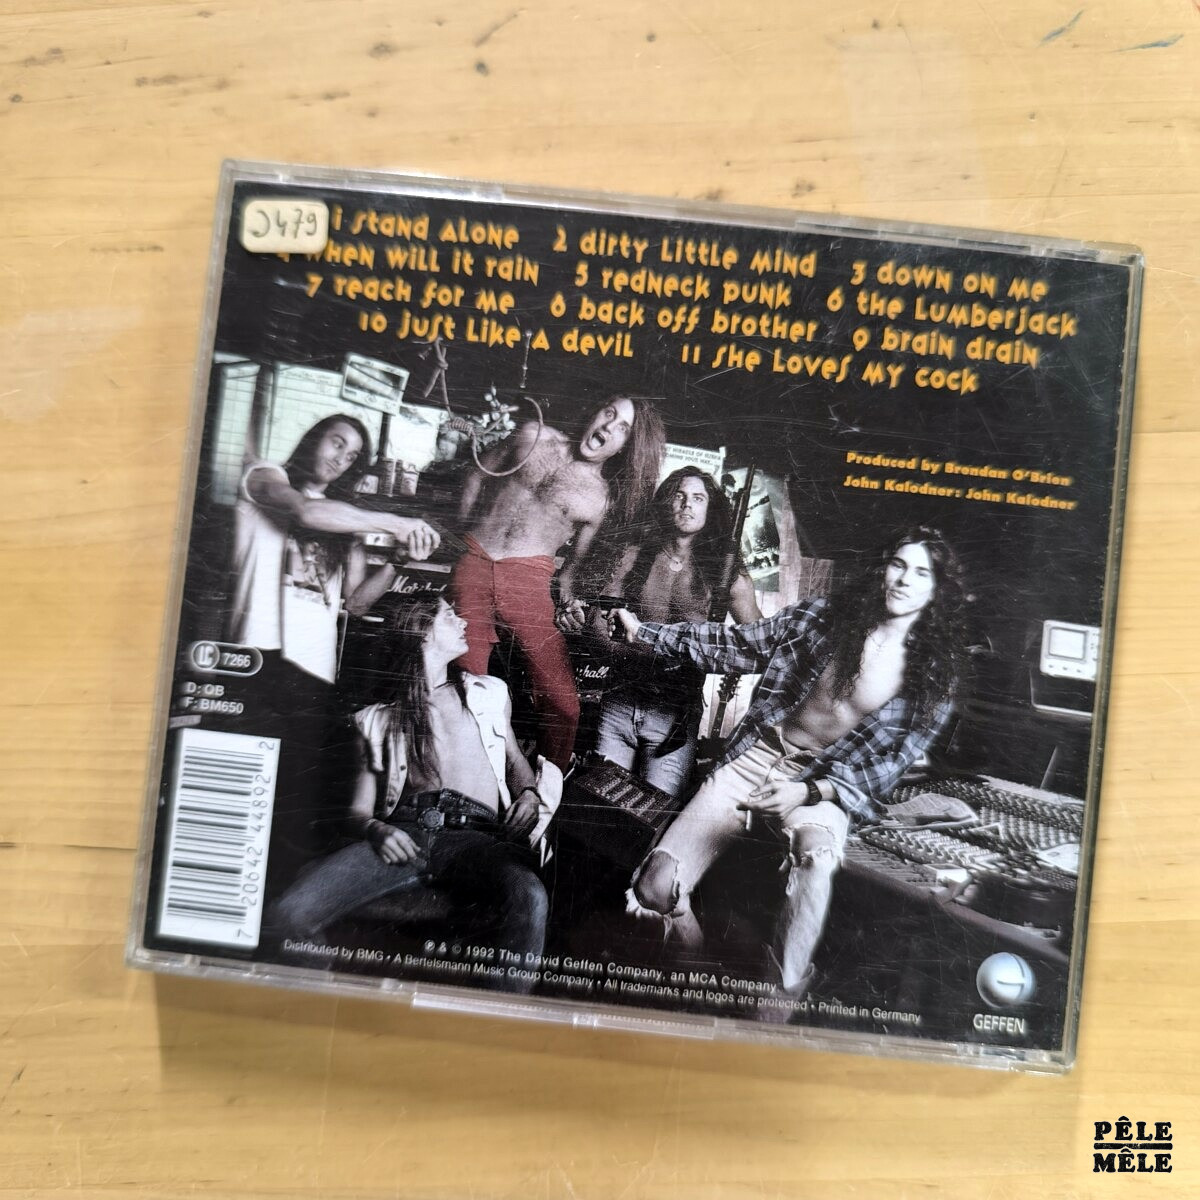 J479
1 stand alone 2 dirty little mind 3 down on me
4 when will it rain 5 redneck punk 6 the lumberjack
7 reach for me 8 back off brother 9 brain drain
10 just like a devil 11 she loves my cock
Produced by Brendan O'Brien
John Kalodner: John Kalodner
Marshall
LC 7266
D: QB
F: BM650
7 20642 44892 2
℗ & © 1992 The David Geffen Company, an MCA Company
Distributed by BMG • A Bertelsmann Music Group Company • All trademarks and logos are protected • Printed in Germany
GEFFEN
PÊLE
MÊLE